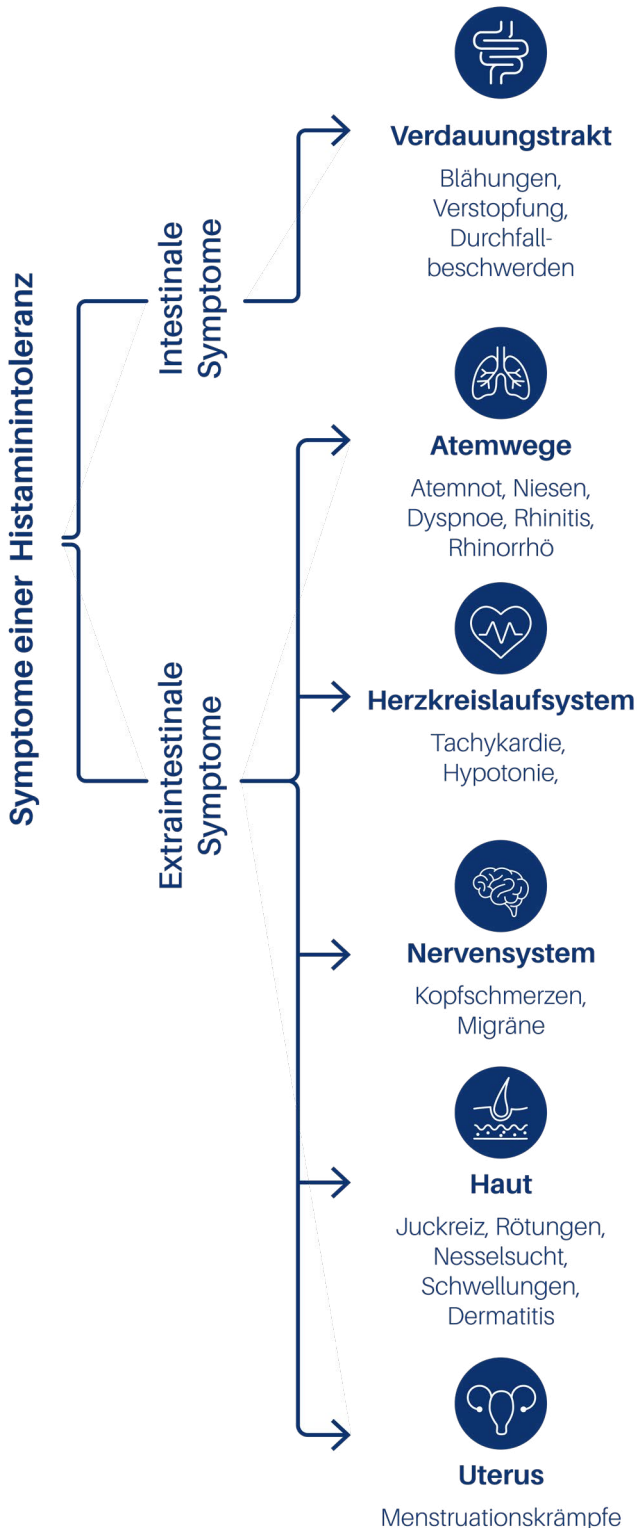 Symptome einer Histaminintoleranz
Intestinale
Symptome
Verdauungstrakt
Blähungen,
Verstopfung,
Durchfall-
beschwerden
Extraintestinale
Symptome
Atemwege
Atemnot, Niesen,
Dyspnoe, Rhinitis,
Rhinorrhö
Herzkreislaufsystem
Tachykardie,
Hypotonie,
Nervensystem
Kopfschmerzen,
Migräne
Haut
Juckreiz, Rötungen,
Nesselsucht,
Schwellungen,
Dermatitis
Uterus
Menstruationskrämpfe